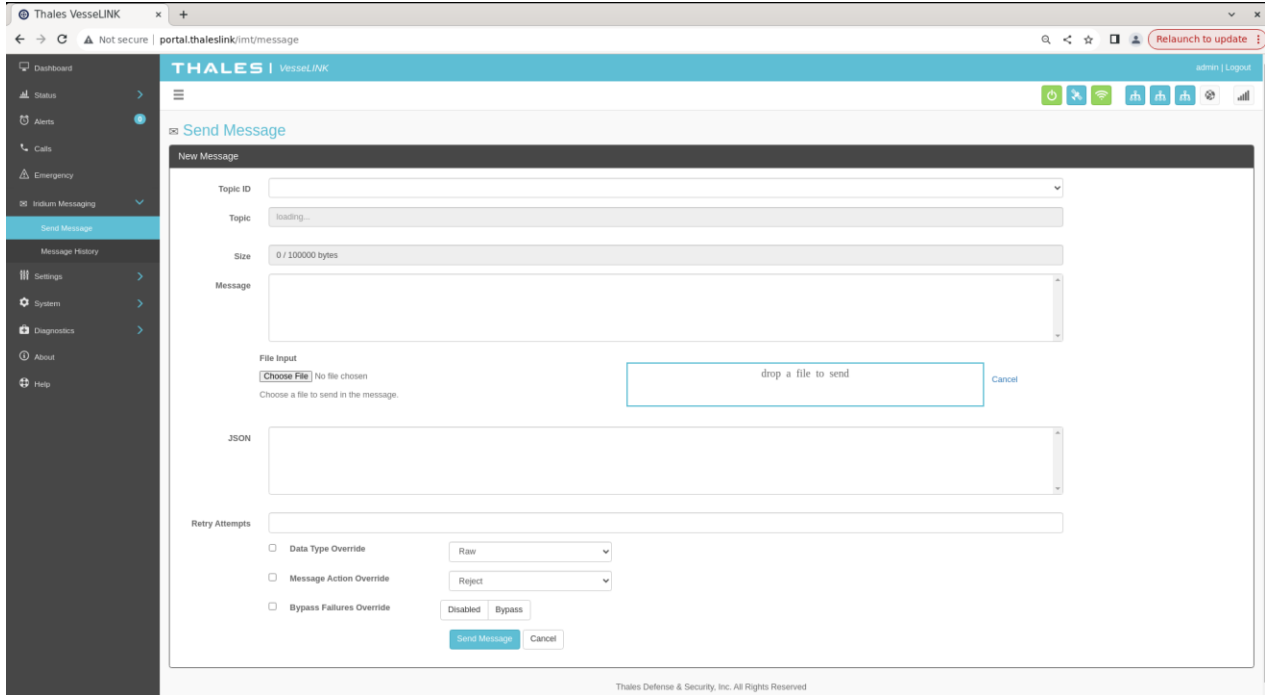 Thales VesseLINK
Not secure | portal.thaleslink/imt/message
Relaunch to update
Dashboard
THALES | VesseLINK
admin | Logout
Status
Alerts
0
Calls
Emergency
Iridium Messaging
Send Message
Message History
Settings
System
Diagnostics
About
Help
Send Message
New Message
Topic ID
Topic
loading...
Size
0 / 100000 bytes
Message
File Input
Choose File No file chosen
Choose a file to send in the message.
drop a file to send
Cancel
JSON
Retry Attempts
Data Type Override
Raw
Message Action Override
Reject
Bypass Failures Override
Disabled Bypass
Send Message Cancel
Thales Defense & Security, Inc. All Rights Reserved